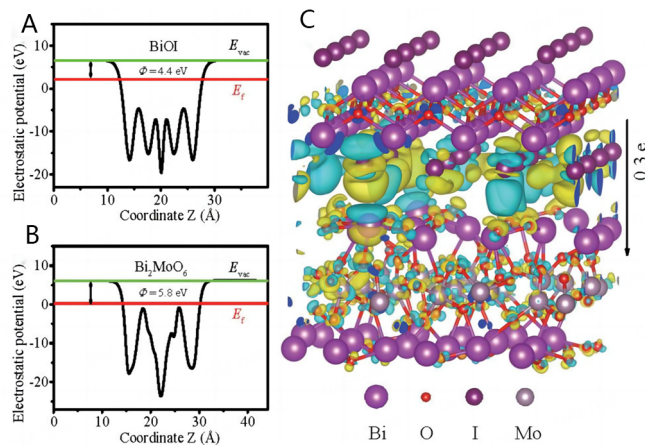 A
BiOI
E_vac
Φ=4.4 eV
E_f
Electrostatic potential (eV)
10
0
-10
-20
0 10 20 30 40
Coordinate Z (Å)
B
Bi₂MoO₆
E_vac
Φ=5.8 eV
E_f
Electrostatic potential (eV)
10
0
-10
-20
0 10 20 30 40
Coordinate Z (Å)
C
0.3 e
Bi O I Mo